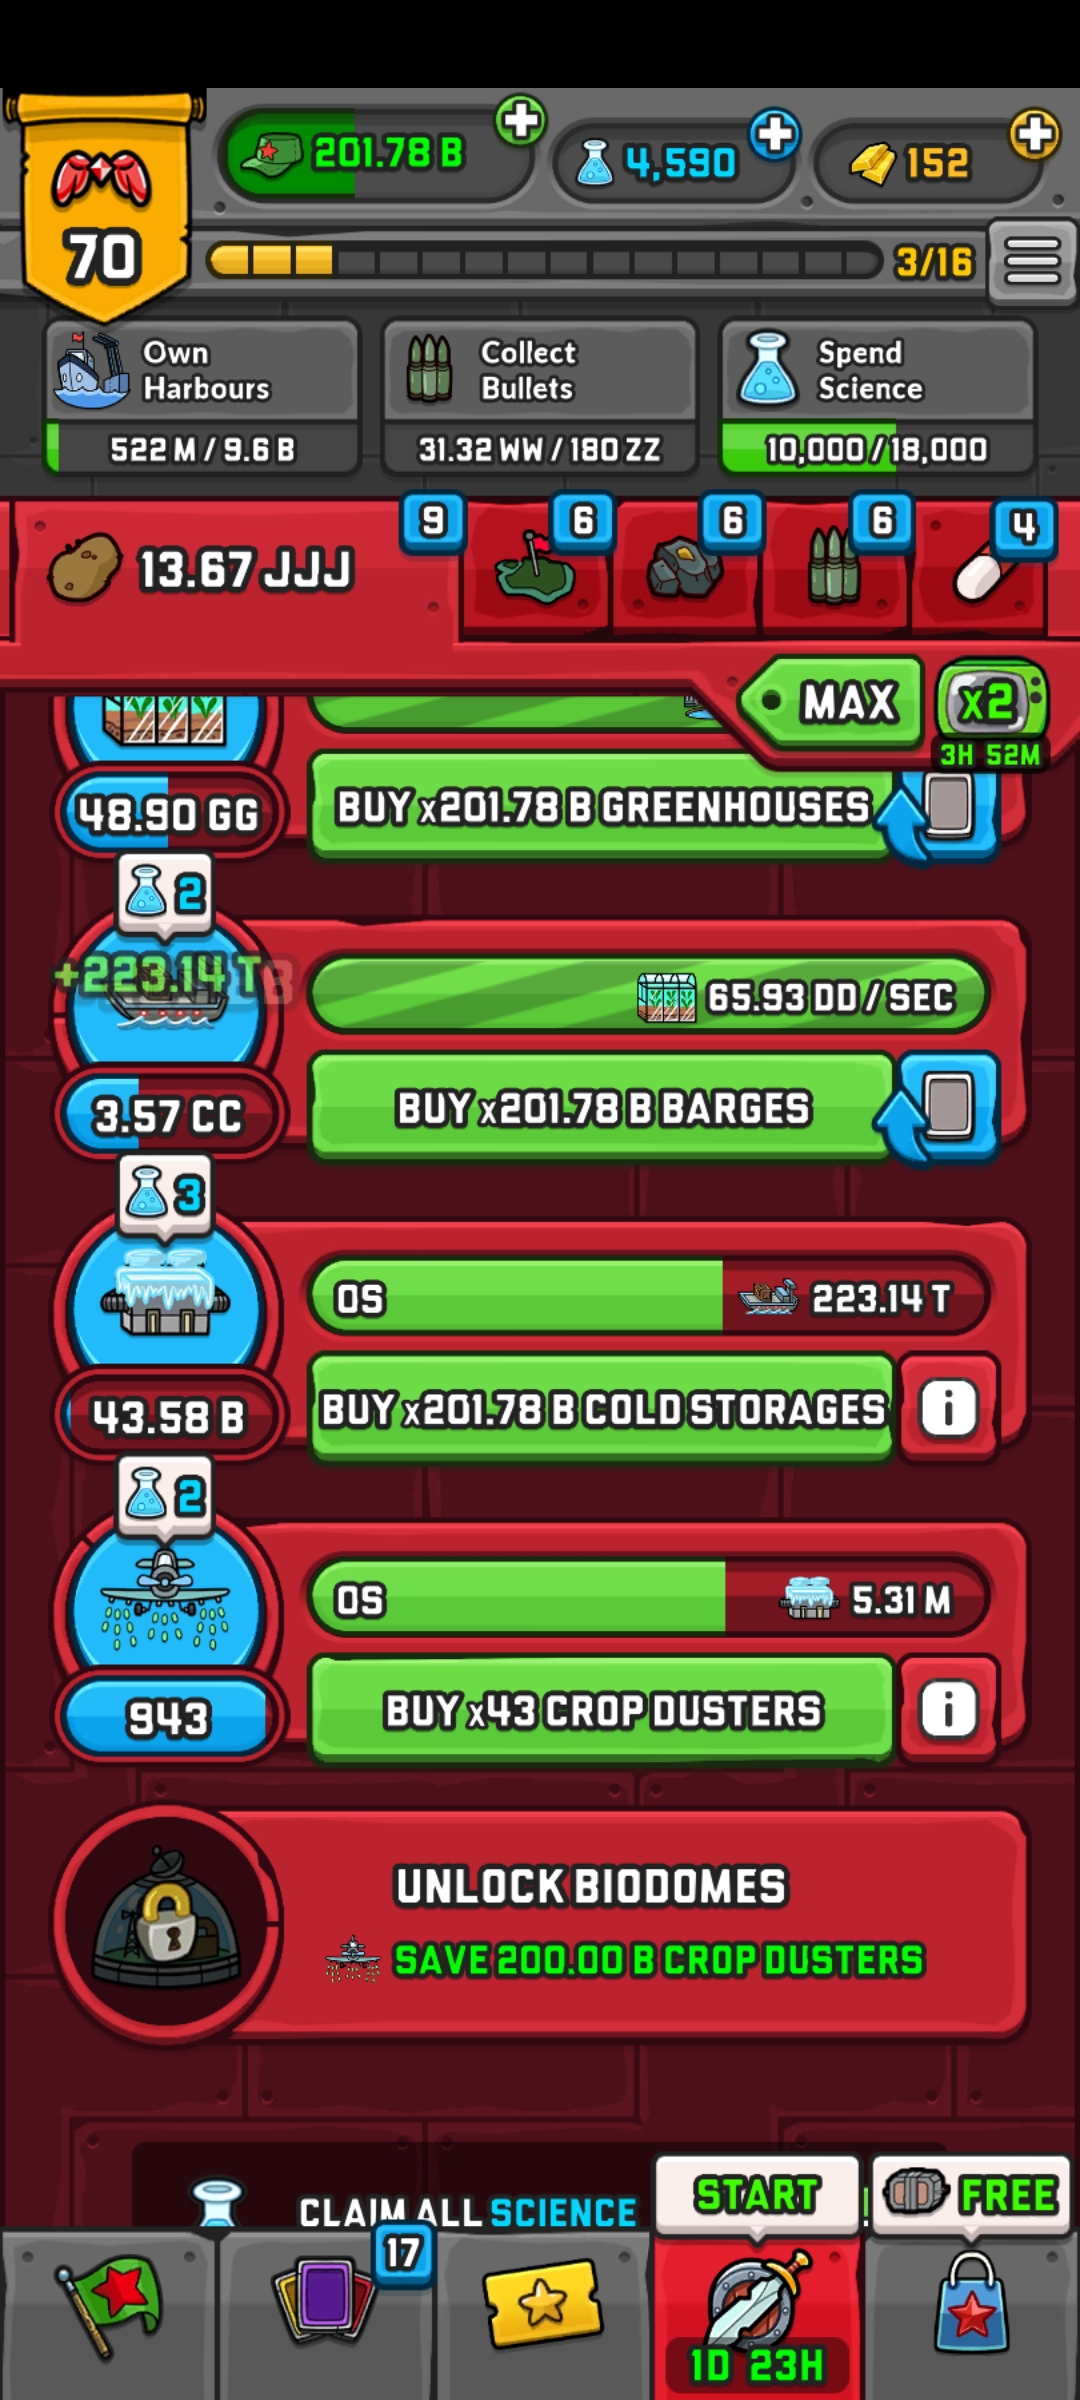 201.78 B
4,590
152
70
3/16
Own
Harbours
522 M / 9.6 B
Collect
Bullets
31.32 WW / 180 ZZ
Spend
Science
10,000 / 18,000
13.67 JJJ
9
6
6
6
4
MAX
x2
3H 52M
48.90 GG
BUY x201.78 B GREENHOUSES
2
+223.14 T
65.93 DD / SEC
3.57 CC
BUY x201.78 B BARGES
3
0S
223.14 T
43.58 B
BUY x201.78 B COLD STORAGES
i
2
0S
5.31 M
943
BUY x43 CROP DUSTERS
i
UNLOCK BIODOMES
SAVE 200.00 B CROP DUSTERS
CLAIM ALL SCIENCE
START
FREE
17
1D 23H